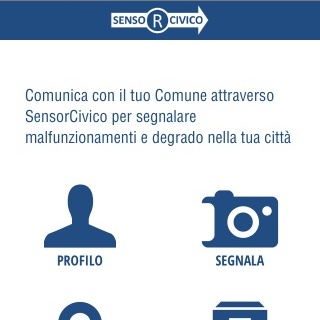 SENSO R CIVICO
Comunica con il tuo Comune attraverso
SensorCivico per segnalare
malfunzionamenti e degrado nella tua città
PROFILO SEGNALA